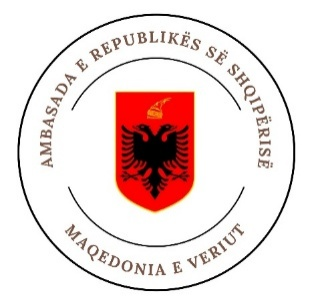 AMBASADA E REPUBLIKËS SË SHQIPËRISË
MAQEDONIA E VERIUT